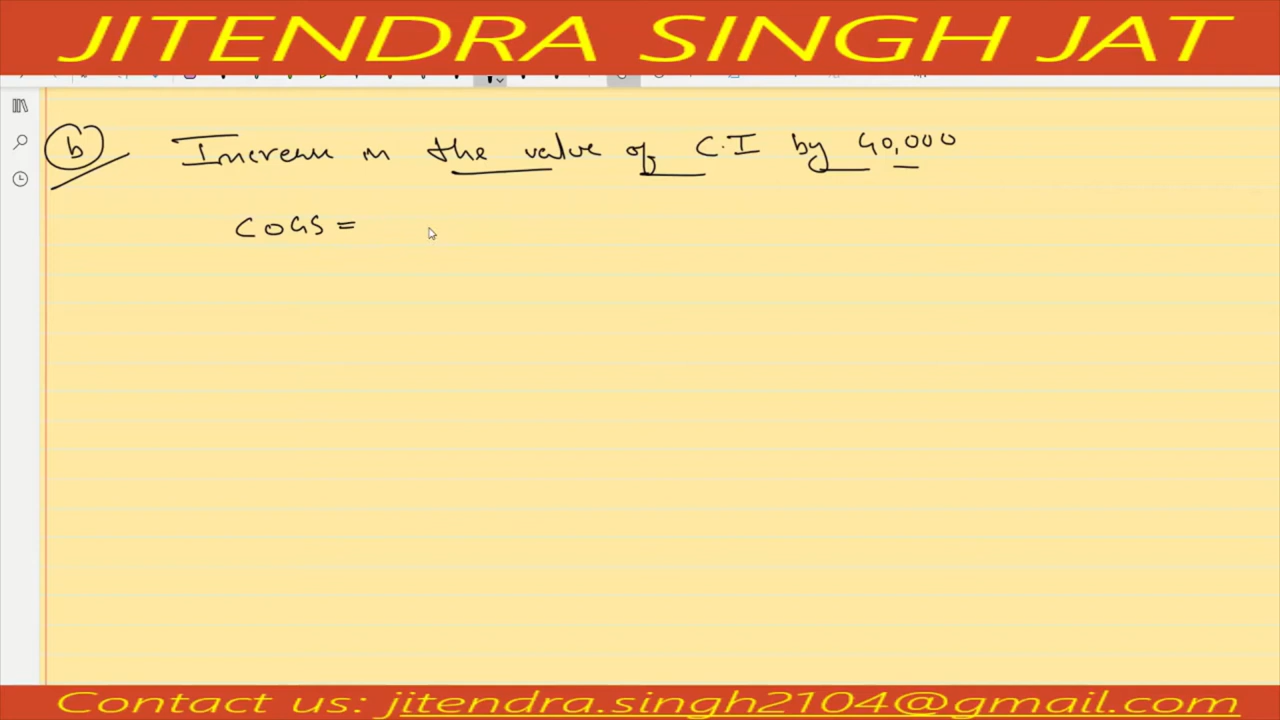 JITENDRA SINGH JAT
b Increase in the value of C.I by 40,000
COGS =
Contact us: jitendra.singh2104@gmail.com